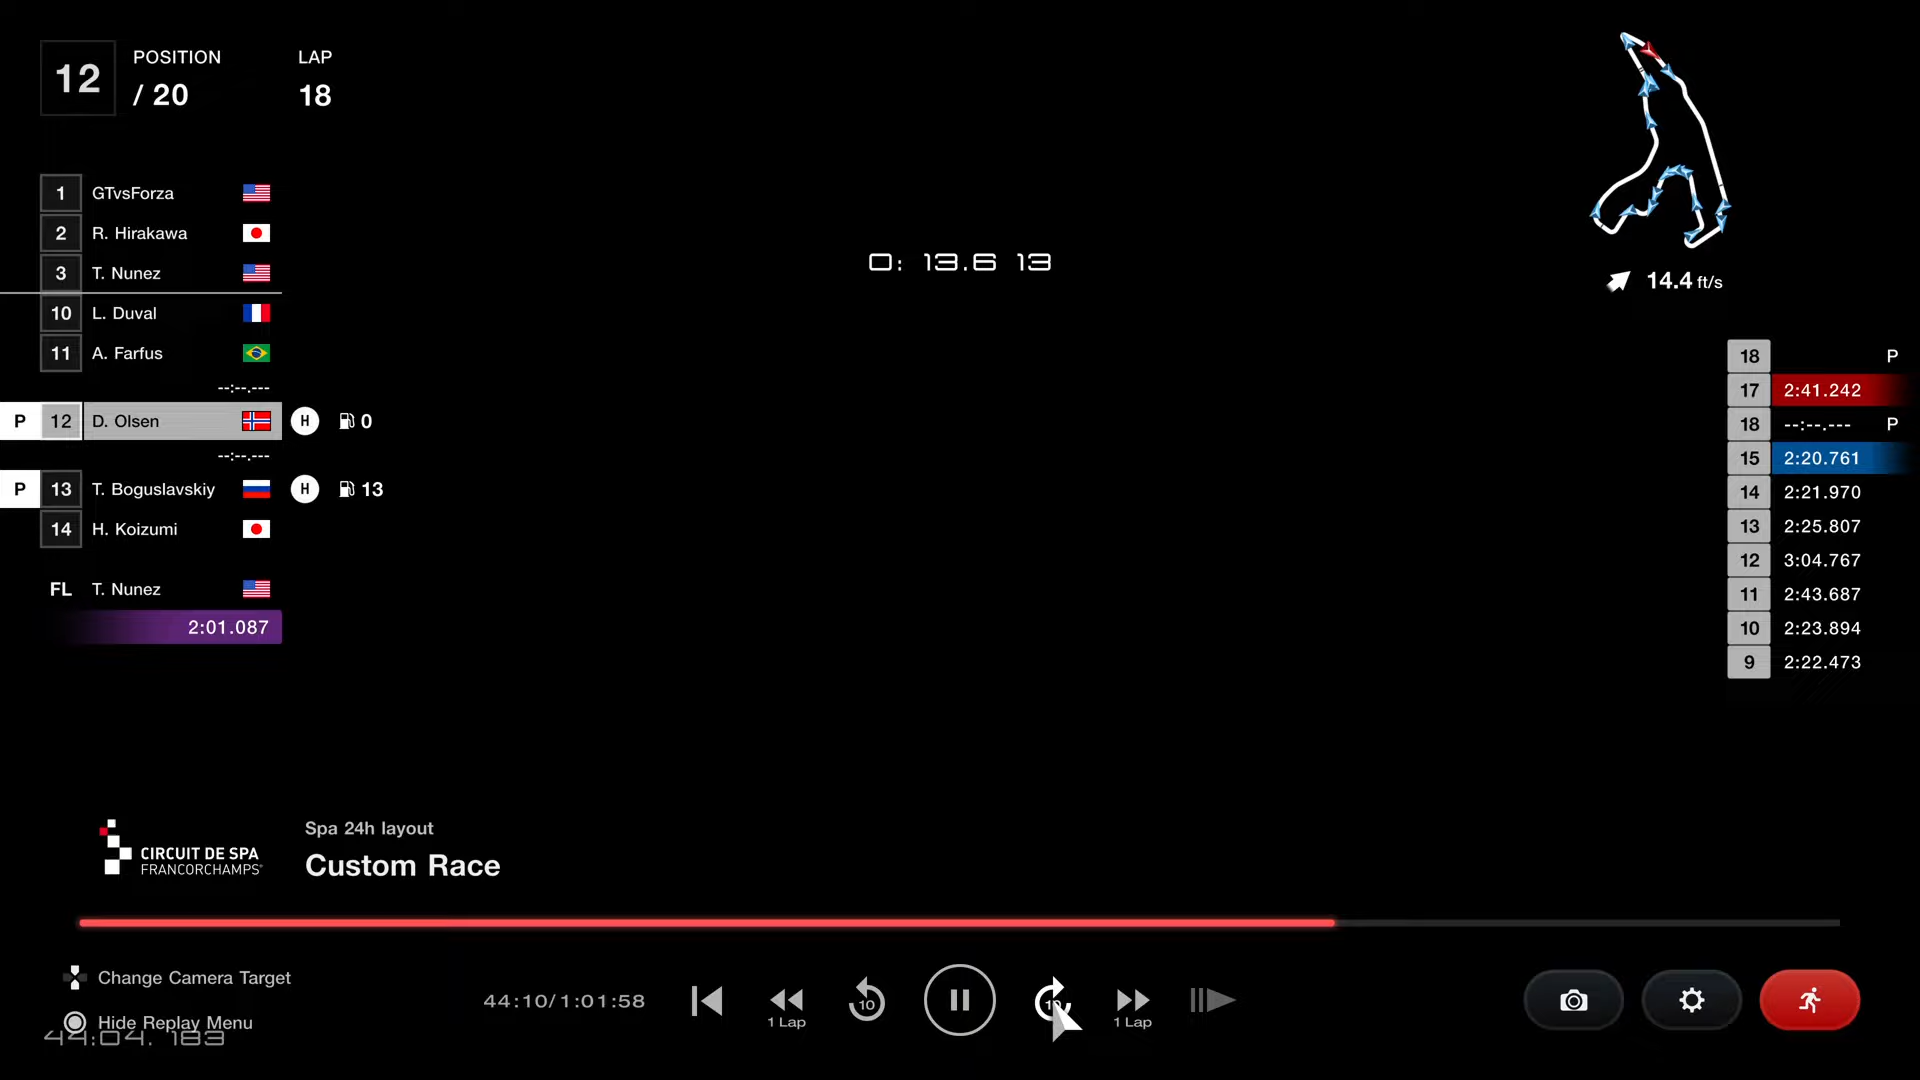 12 POSITION / 20 LAP 18
1 GTvsForza
2 R. Hirakawa
3 T. Nunez
10 L. Duval
11 A. Farfus
--:--.---
P 12 D. Olsen H 0
--:--.---
P 13 T. Boguslavskiy H 13
14 H. Koizumi
FL T. Nunez
2:01.087
0: 13.6 13
14.4 ft/s
18 P
17 2:41.242
18 --:--.--- P
15 2:20.761
14 2:21.970
13 2:25.807
12 3:04.767
11 2:43.687
10 2:23.894
9 2:22.473
CIRCUIT DE SPA
FRANCORCHAMPS
Spa 24h layout
Custom Race
Change Camera Target
Hide Replay Menu
44:04.183
44:10/1:01:58
1 Lap
10
10
1 Lap